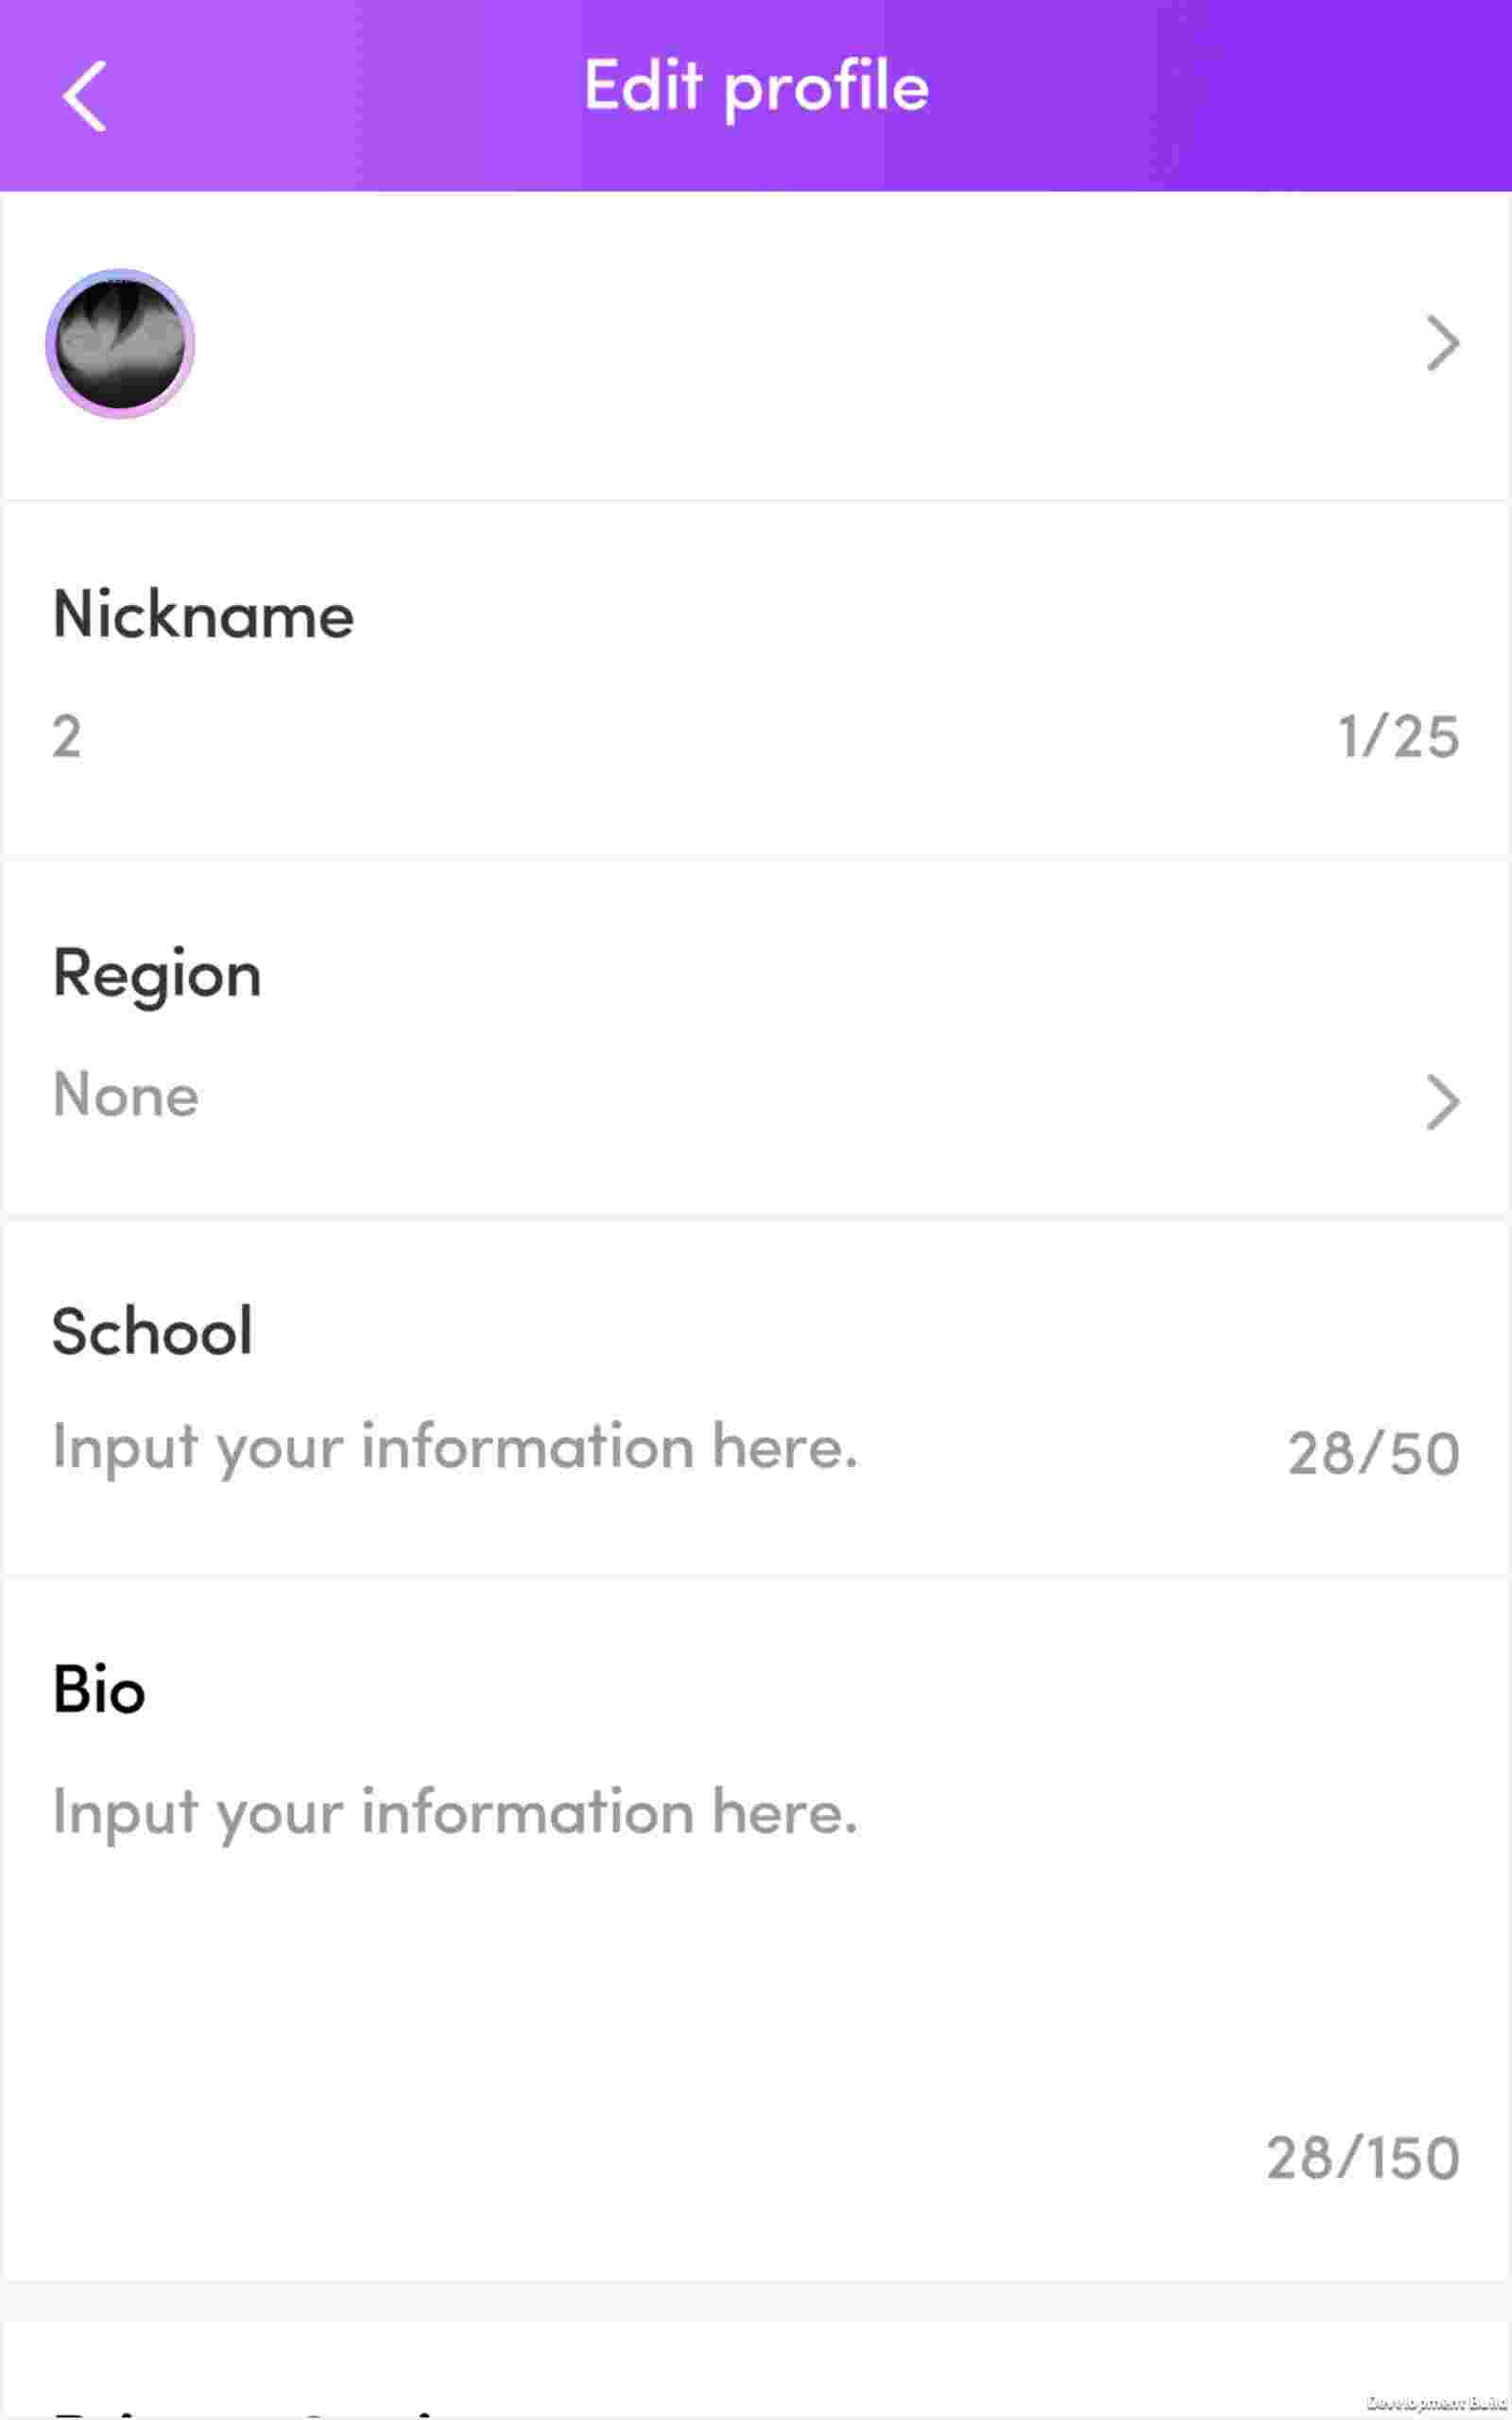 Edit profile
Nickname
2
1/25
Region
None
School
Input your information here.
28/50
Bio
Input your information here.
28/150
Development Build